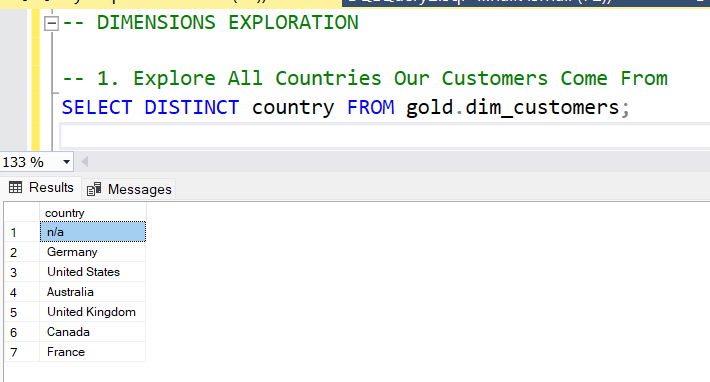 -- DIMENSIONS EXPLORATION
-- 1. Explore All Countries Our Customers Come From
SELECT DISTINCT country FROM gold.dim_customers;
133 %
Results Messages
country
1 n/a
2 Germany
3 United States
4 Australia
5 United Kingdom
6 Canada
7 France